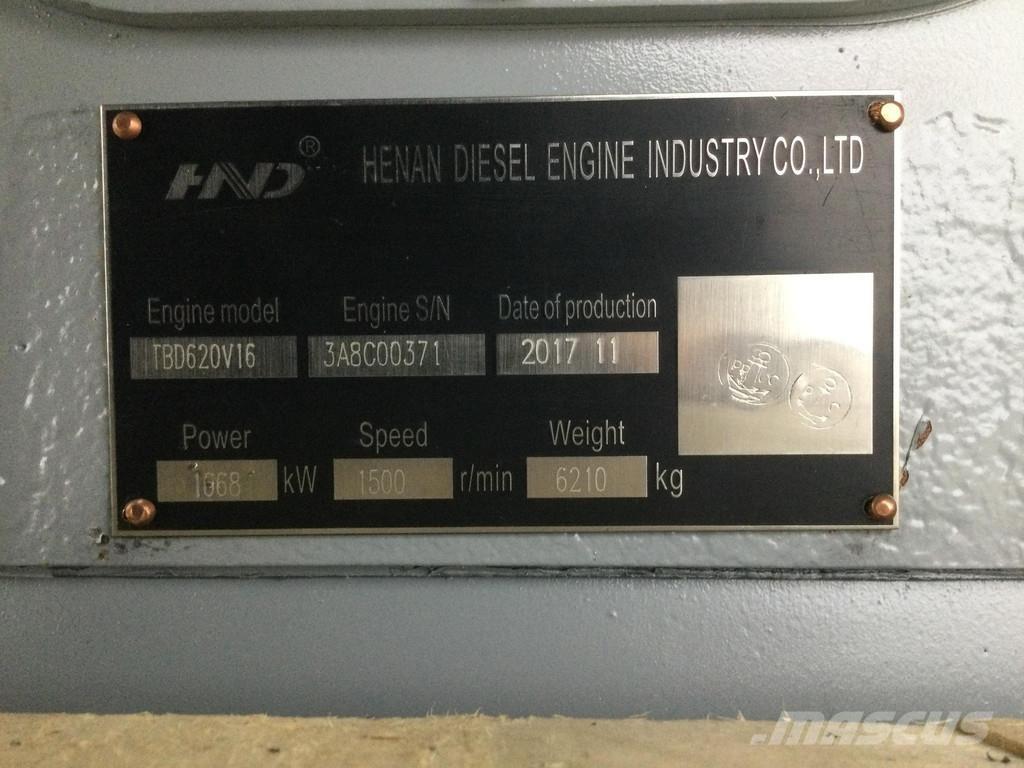 HND® HENAN DIESEL ENGINE INDUSTRY CO.,LTD
Engine model Engine S/N Date of production
TBD620V16 3A8C00371 2017 11
Power Speed Weight
1668 kW 1500 r/min 6210 kg
MASCUS